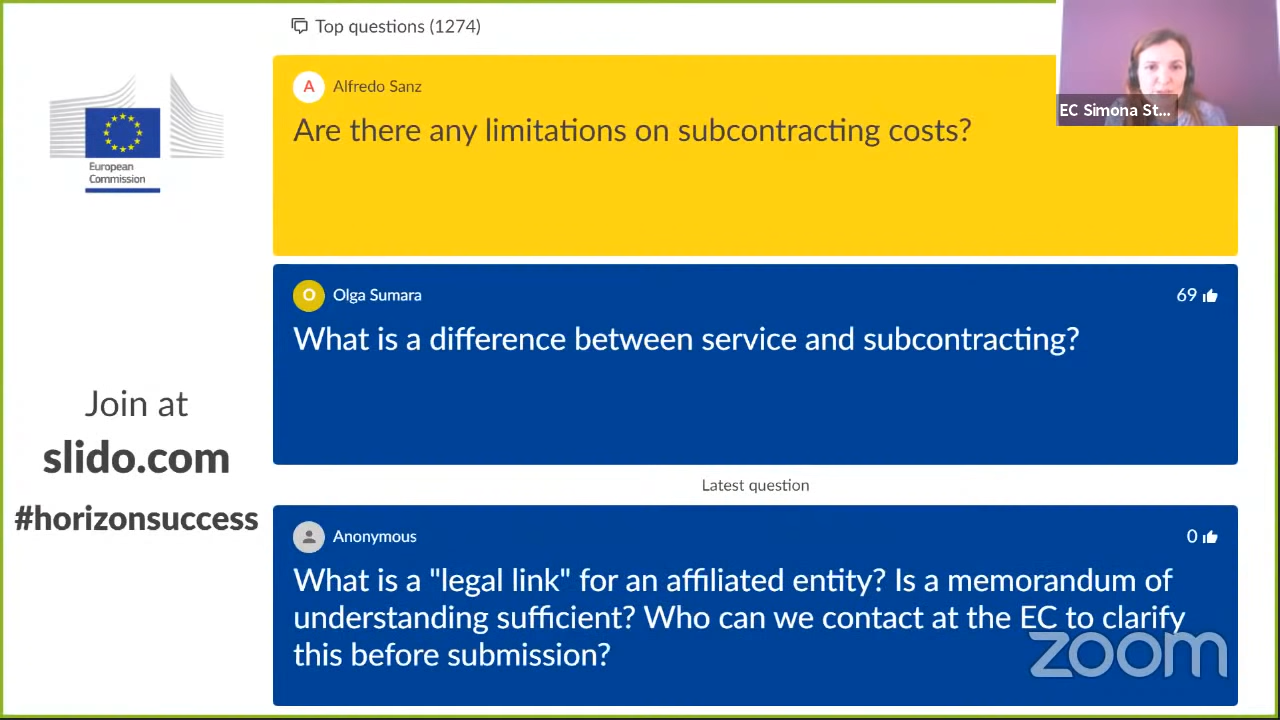 Top questions (1274)
A
Alfredo Sanz
Are there any limitations on subcontracting costs?
EC Simona St...
European
Commission
O
Olga Sumara
69
What is a difference between service and subcontracting?
Join at
slido.com
#horizonsuccess
Latest question
Anonymous
0
What is a "legal link" for an affiliated entity? Is a memorandum of
understanding sufficient? Who can we contact at the EC to clarify
this before submission?
zoom